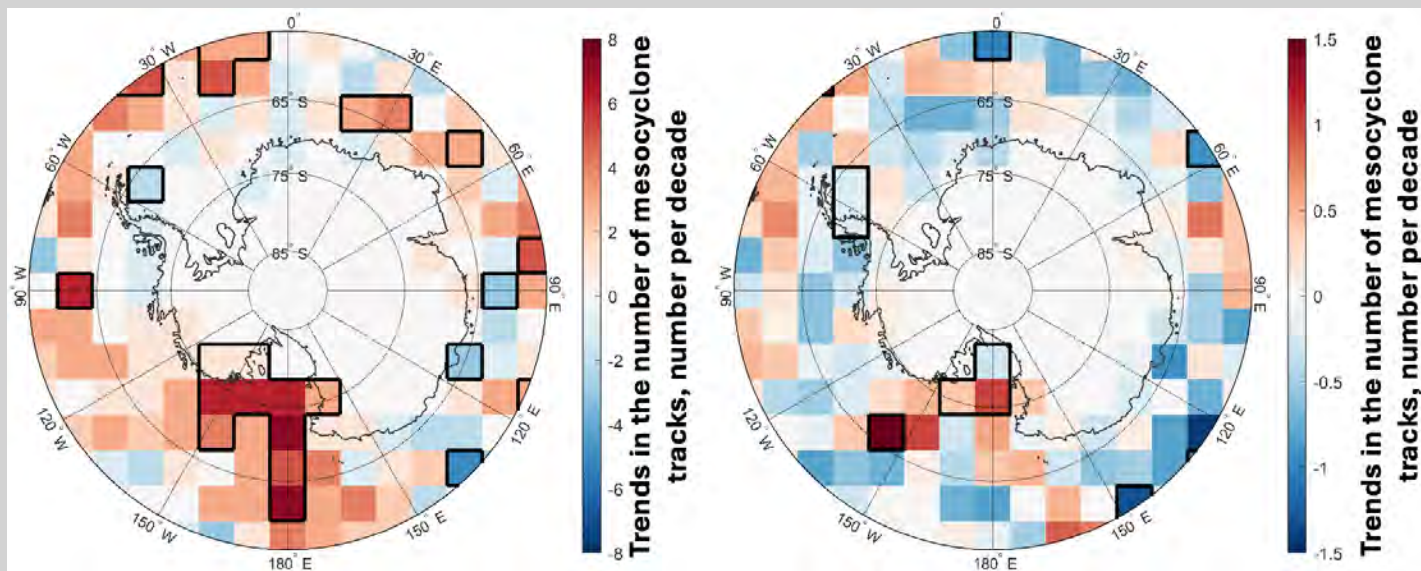 0°
30° W
30° E
65° S
60° W
60° E
75° S
85° S
90° W
90° E
120° W
120° E
150° W
150° E
180° E
8
6
4
2
0
-2
-4
-6
-8
Trends in the number of mesocyclone
tracks, number per decade
0°
30° W
30° E
65° S
60° W
60° E
75° S
85° S
90° W
90° E
120° W
120° E
150° W
150° E
180° E
1.5
1
0.5
0
-0.5
-1
-1.5
Trends in the number of mesocyclone
tracks, number per decade